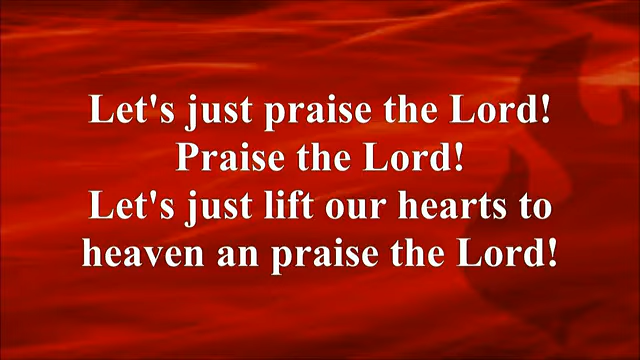 Let's just praise the Lord!
Praise the Lord!
Let's just lift our hearts to
heaven an praise the Lord!